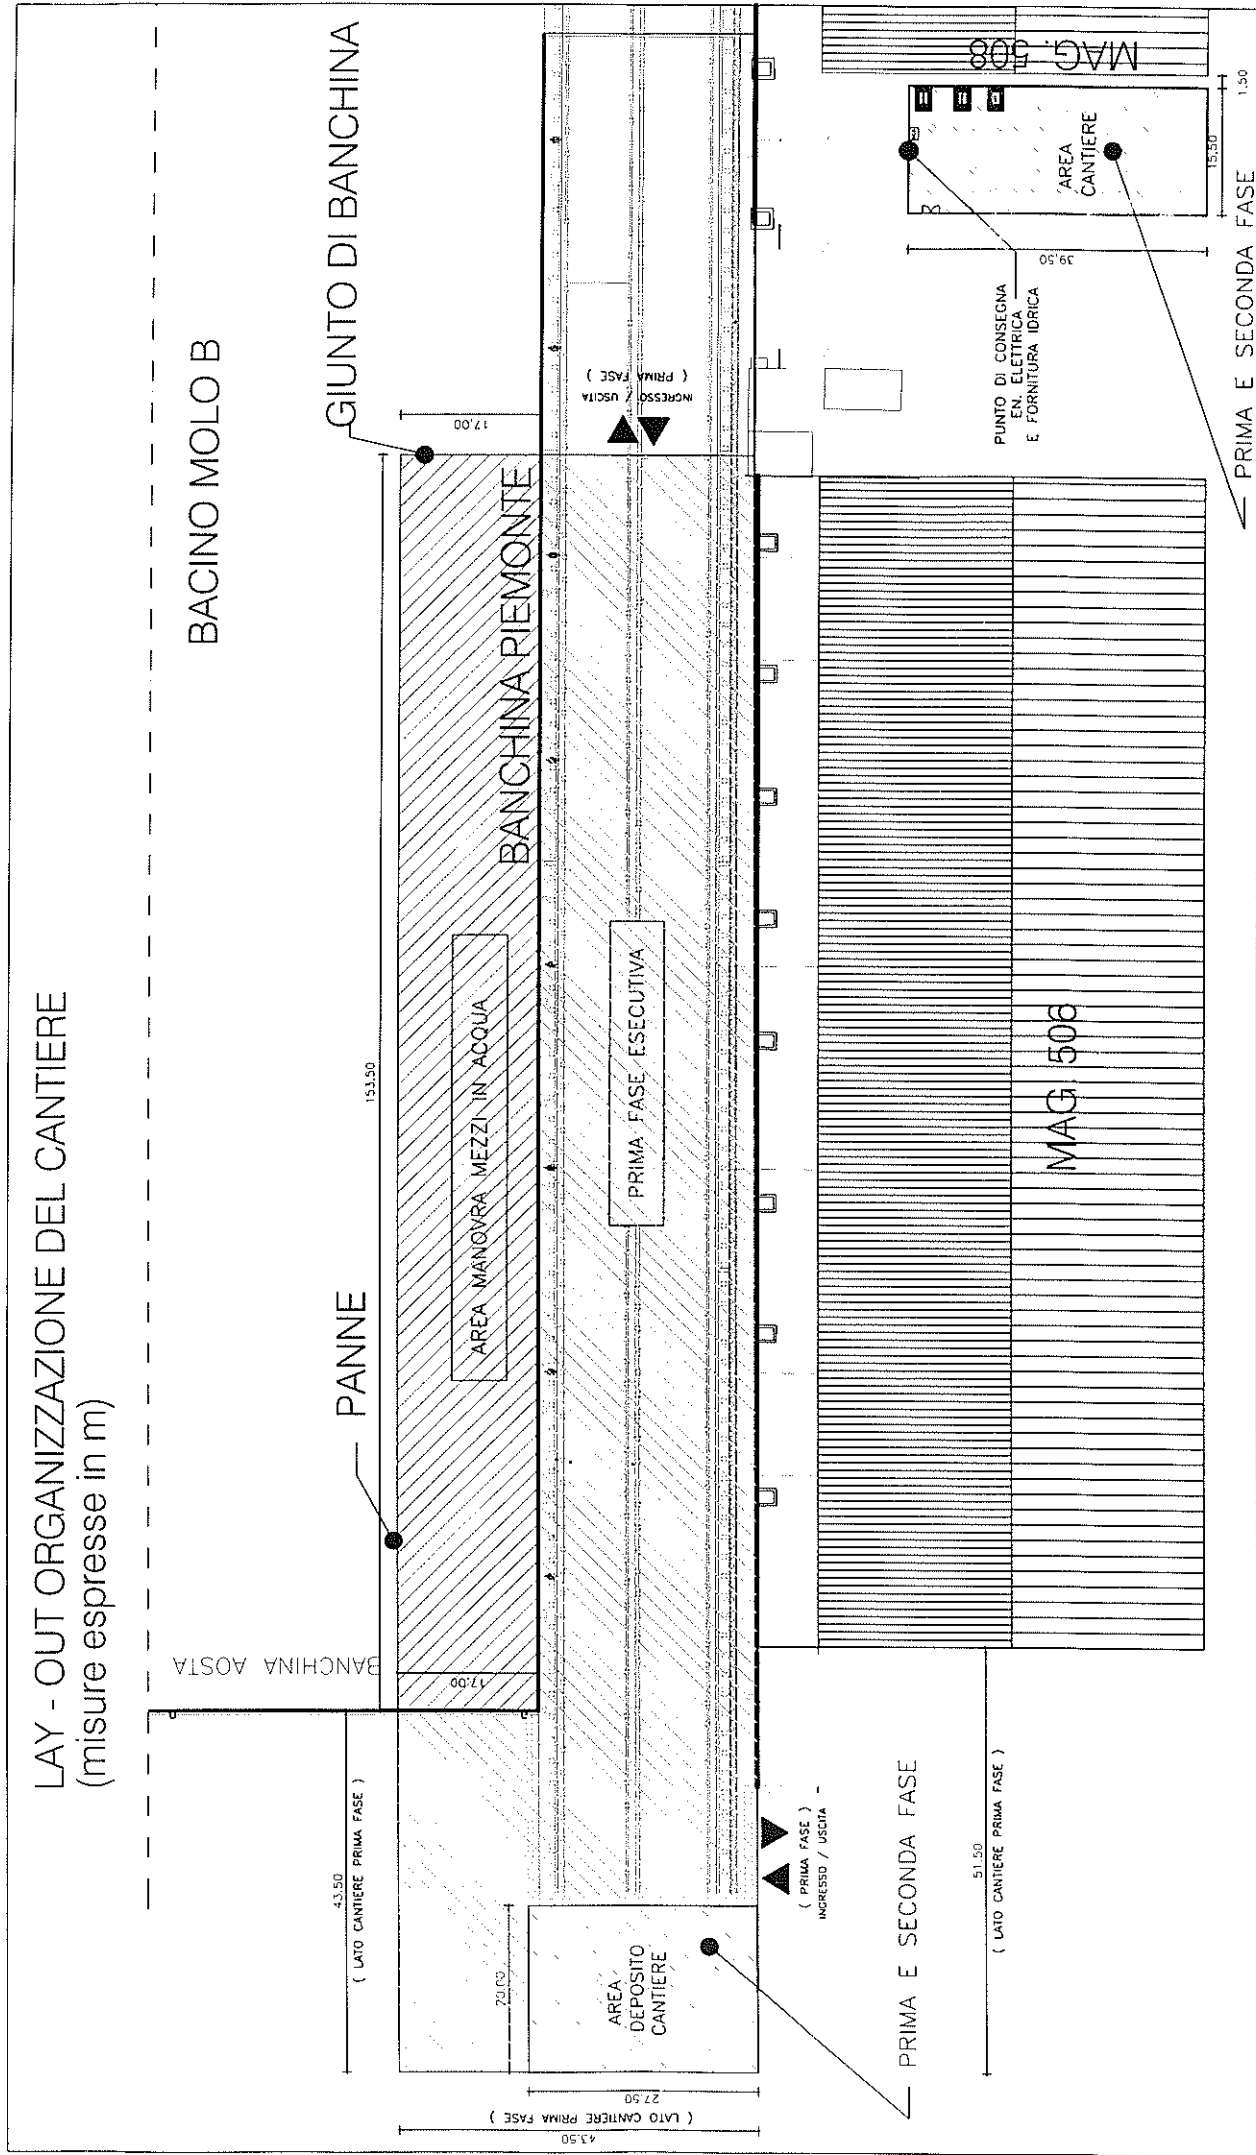 LAY - OUT ORGANIZZAZIONE DEL CANTIERE
(misure espresse in m)
BACINO MOLO B
GIUNTO DI BANCHINA
PANNE
BANCHINA AOSTA
153.50
17.00
17.00
BANCHINA PIEMONTE
AREA MANOVRA MEZZI IN ACQUA
PRIMA FASE ESECUTIVA
INGRESSO / USCITA
( PRIMA FASE )
43.50
( LATO CANTIERE PRIMA FASE )
20.00
AREA
DEPOSITO
CANTIERE
27.50
( LATO CANTIERE PRIMA FASE )
43.50
( PRIMA FASE )
INGRESSO / USCITA
PRIMA E SECONDA FASE
51.50
( LATO CANTIERE PRIMA FASE )
MAG. 506
MAG. 508
AREA
CANTIERE
15.50
1.50
39.50
PUNTO DI CONSEGNA
EN. ELETTRICA
E FORNITURA IDRICA
PRIMA E SECONDA FASE